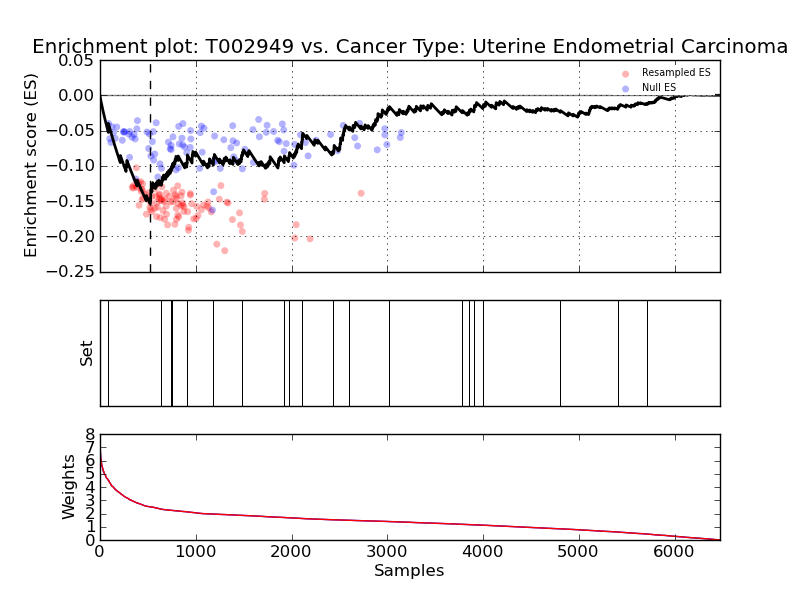 Enrichment plot: T002949 vs. Cancer Type: Uterine Endometrial Carcinoma
Enrichment score (ES)
0.05
0.00
−0.05
−0.10
−0.15
−0.20
−0.25
Resampled ES
Null ES
Set
Weights
8
7
6
5
4
3
2
1
0
0 1000 2000 3000 4000 5000 6000
Samples